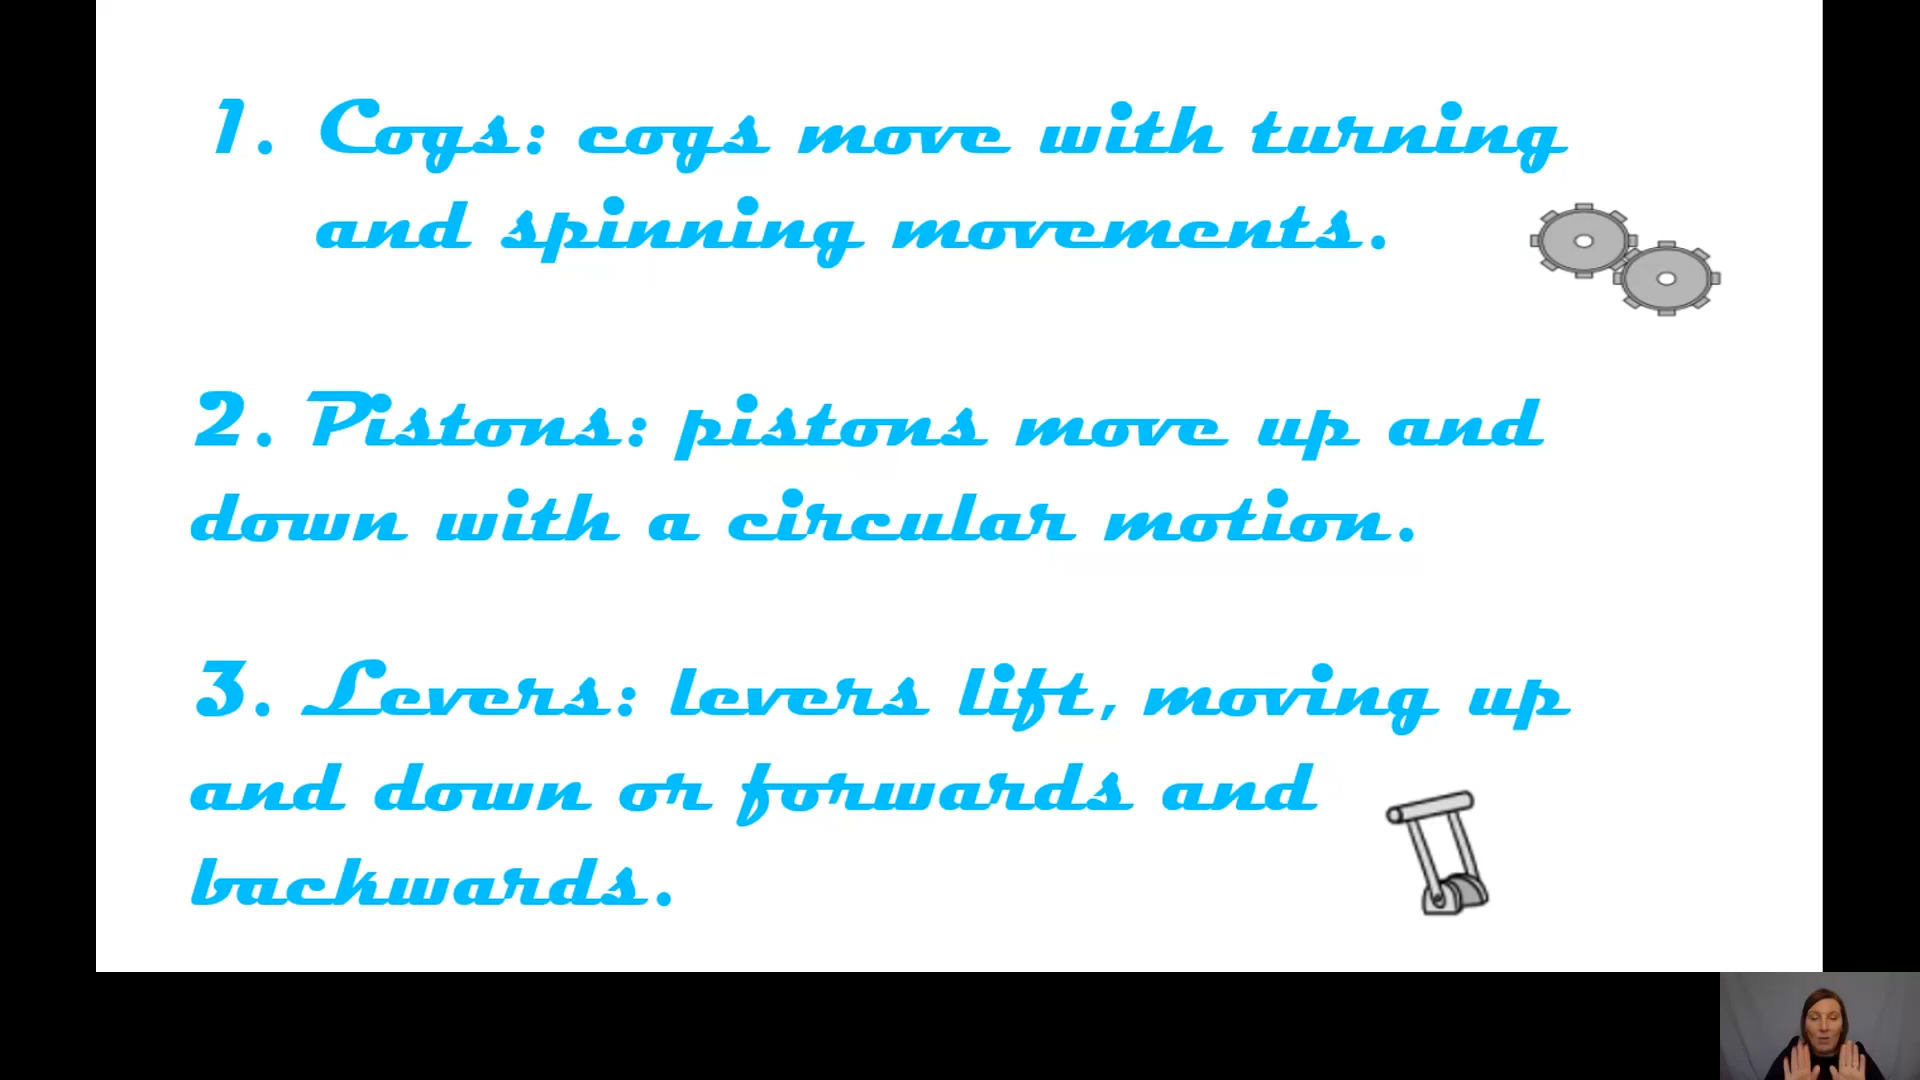 1. Cogs: cogs move with turning
and spinning movements.
2. Pistons: pistons move up and
down with a circular motion.
3. Levers: levers lift, moving up
and down or forwards and
backwards.